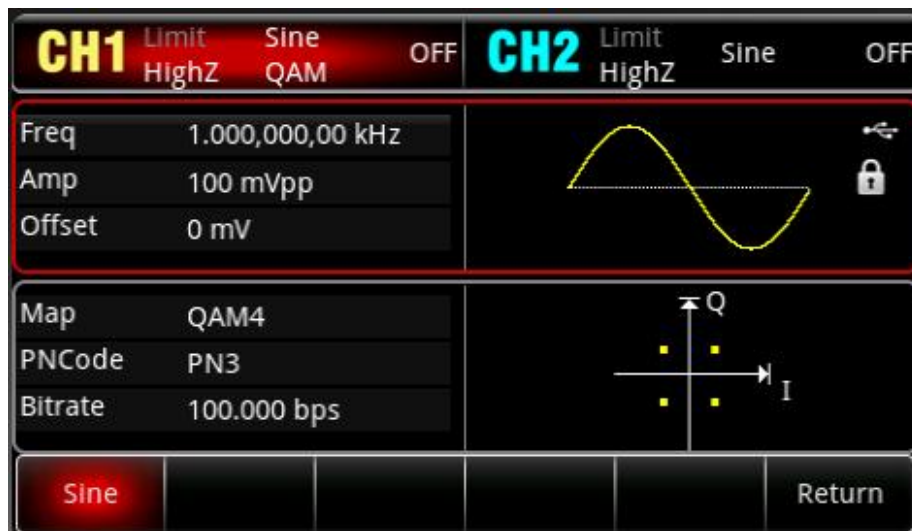 CH1 Limit Sine OFF CH2 Limit Sine OFF
HighZ QAM HighZ
Freq 1.000,000,00 kHz
Amp 100 mVpp
Offset 0 mV
Map QAM4
PNCode PN3
Bitrate 100.000 bps
Q
I
Sine Return